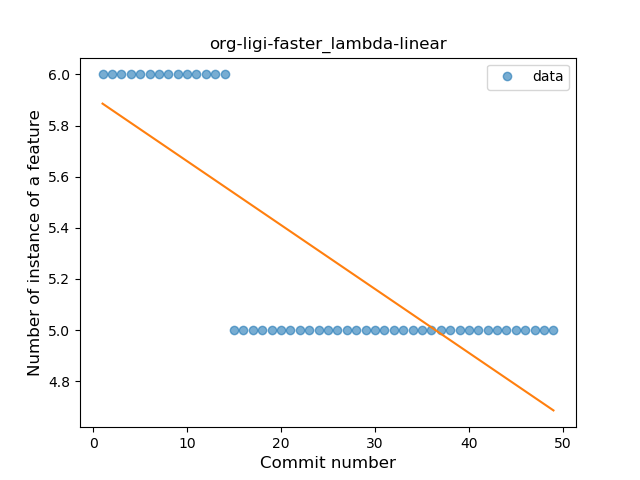 org-ligi-faster_lambda-linear
data
Number of instance of a feature
6.0
5.8
5.6
5.4
5.2
5.0
4.8
0 10 20 30 40 50
Commit number